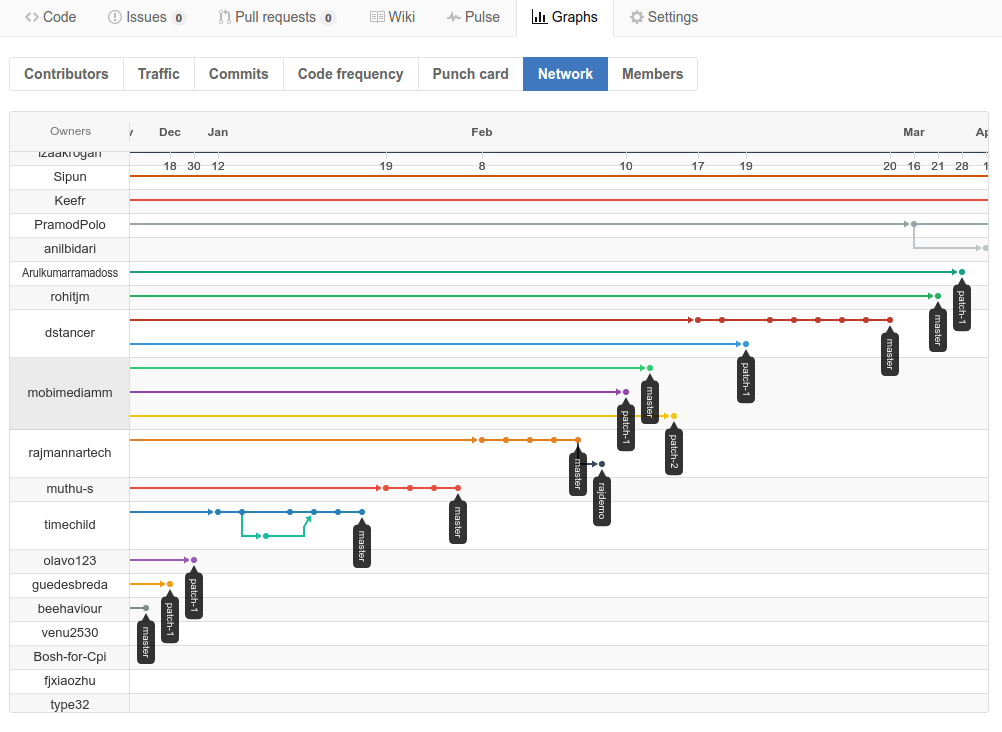 Code Issues 0 Pull requests 0 Wiki Pulse Graphs Settings
Contributors Traffic Commits Code frequency Punch card Network Members
Owners Dec Jan Feb Mar
izaakrogan 18 30 12 19 8 10 17 19 20 16 21 28
Sipun
Keefr
PramodPolo
anilbidari
Arulkumarramadoss
patch-1
rohitjm
master
dstancer
master
patch-1
mobimediamm
master
patch-1
patch-2
rajmannartech
master
rajdemo
muthu-s
master
timechild
master
olavo123
patch-1
guedesbreda
patch-1
beehaviour
master
venu2530
Bosh-for-Cpi
fjxiaozhu
type32